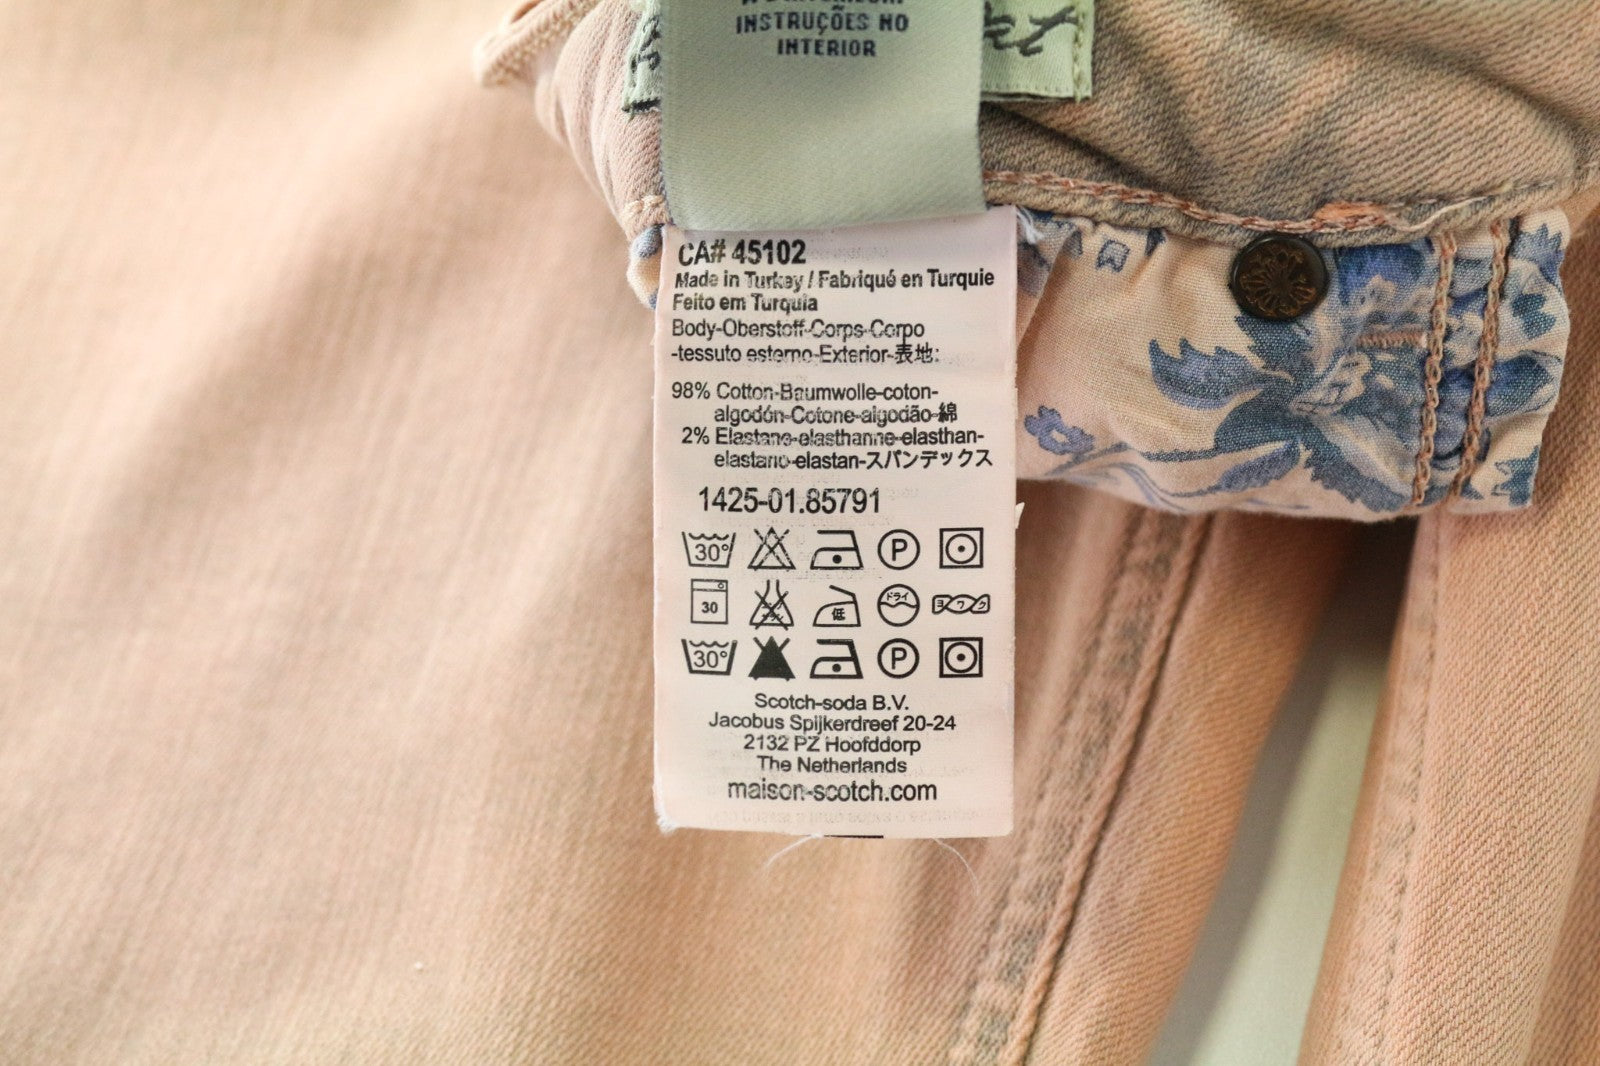 INSTRUÇÕES NO
INTERIOR
CA# 45102
Made in Turkey / Fabriqué en Turquie
Feito em Turquia
Body-Oberstoff-Corps-Corpo
-tessuto esterno-Exterior-表地:
98% Cotton-Baumwolle-coton-
algodón-Cotone-algodão-綿
2% Elastane-elasthanne-elasthan-
elastano-elastan-スパンデックス
1425-01.85791
30° P
30 低 ドライ ヨワク
30° P
Scotch-soda B.V.
Jacobus Spijkerdreef 20-24
2132 PZ Hoofddorp
The Netherlands
maison-scotch.com